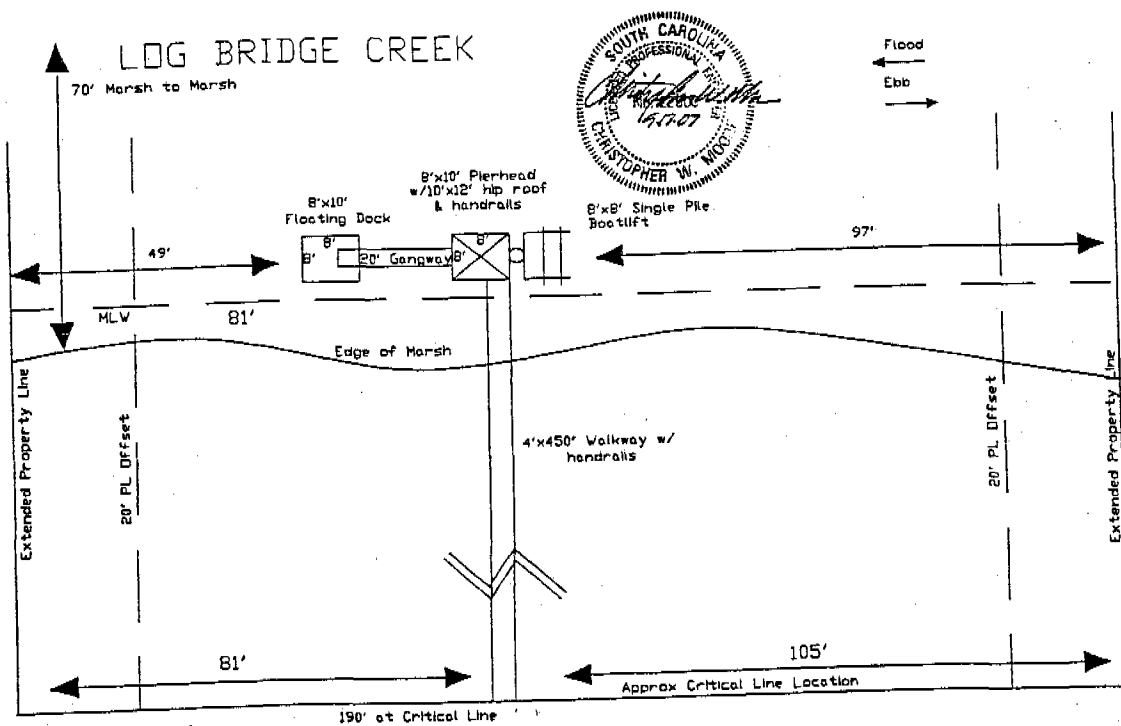 LOG BRIDGE CREEK
70' Marsh to Marsh
SOUTH CAROLINA
LICENSED PROFESSIONAL
CHRISTOPHER W. MOODY
Flood
Ebb
8'x10' Pierhead
w/10'x12' hip roof
& handrails
8'x10'
Floating Dock
8'x8' Single Pile
Boatlift
49'
8'
8'
20' Gangway
8'
8'
97'
MLW
81'
Edge of Marsh
Extended Property Line
20' PL Offset
4'x450' Walkway w/
handrails
20' PL Offset
Extended Property Line
81'
105'
Approx Critical Line Location
190' at Critical Line